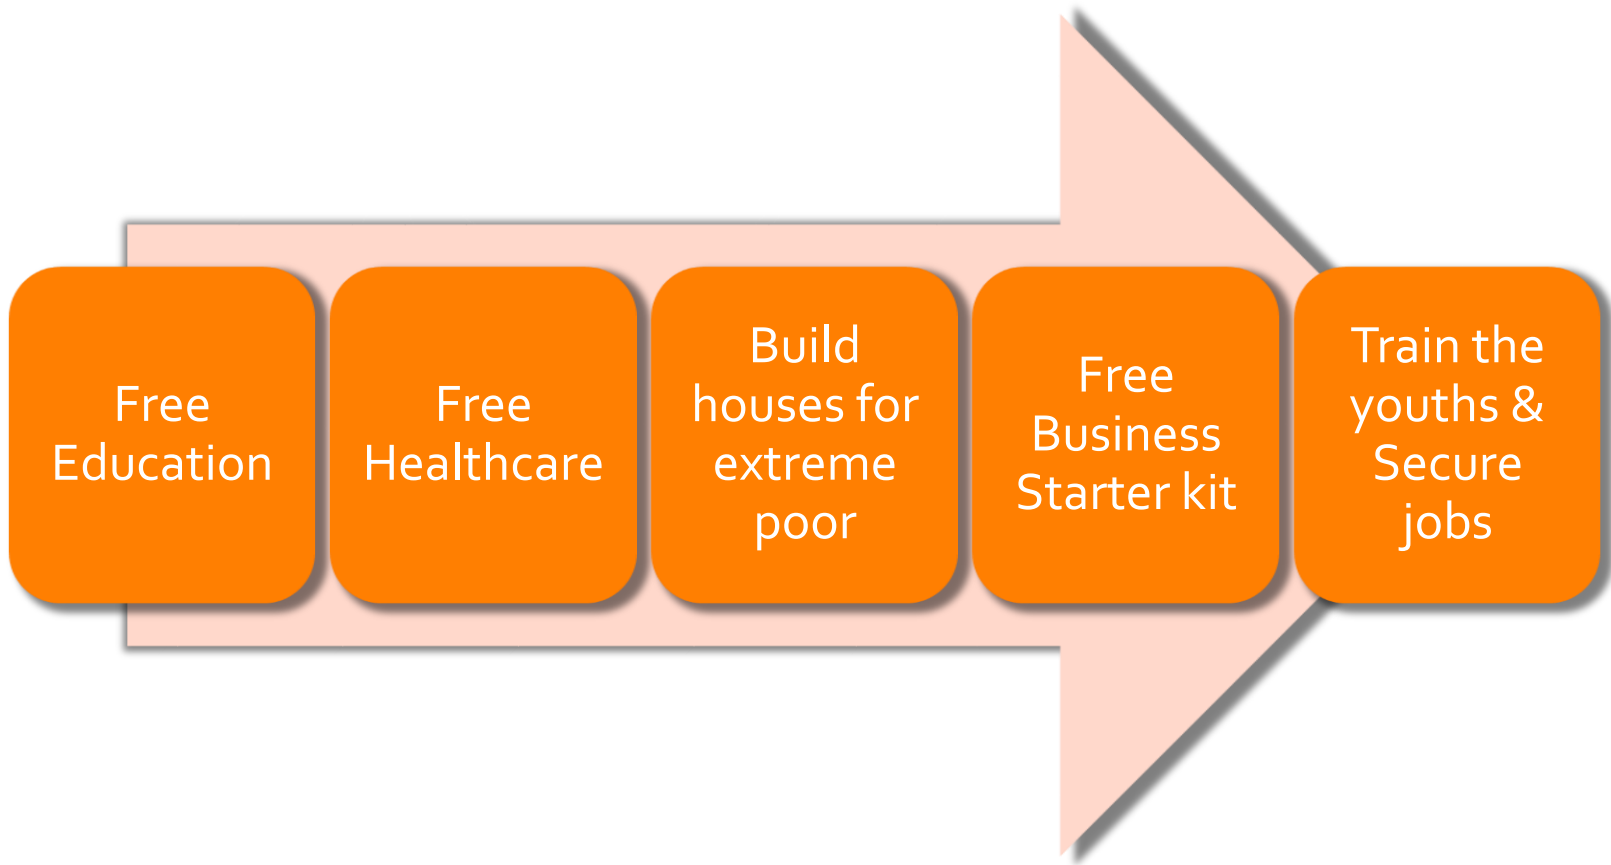 Free
Education
Free
Healthcare
Build
houses for
extreme
poor
Free
Business
Starter kit
Train the
youths &
Secure
jobs